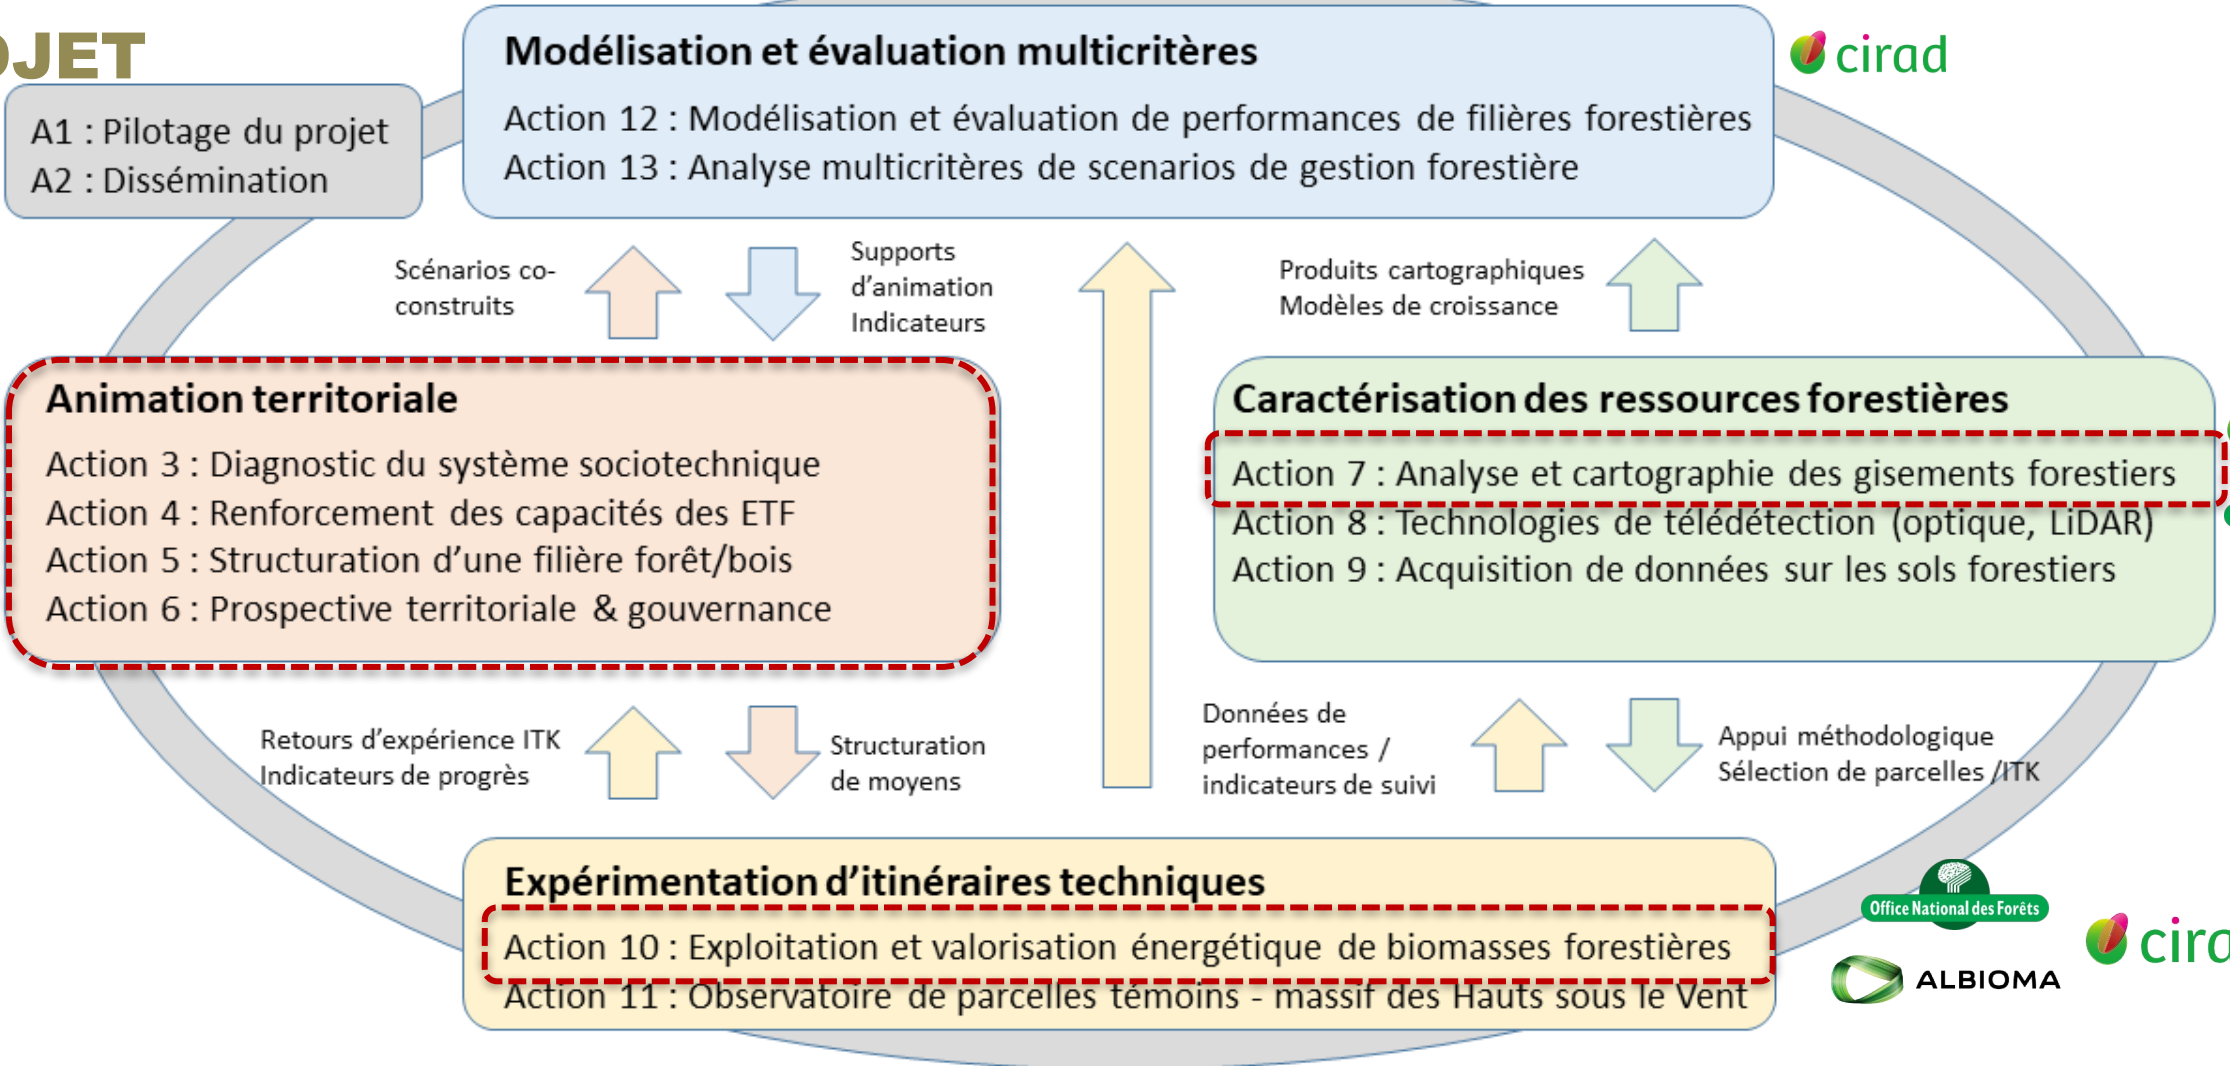 OJET
A1 : Pilotage du projet
A2 : Dissémination
Modélisation et évaluation multicritères
Action 12 : Modélisation et évaluation de performances de filières forestières
Action 13 : Analyse multicritères de scenarios de gestion forestière
cirad
Scénarios co-
construits
Supports
d’animation
Indicateurs
Produits cartographiques
Modèles de croissance
Animation territoriale
Action 3 : Diagnostic du système sociotechnique
Action 4 : Renforcement des capacités des ETF
Action 5 : Structuration d’une filière forêt/bois
Action 6 : Prospective territoriale & gouvernance
Caractérisation des ressources forestières
Action 7 : Analyse et cartographie des gisements forestiers
Action 8 : Technologies de télédétection (optique, LiDAR)
Action 9 : Acquisition de données sur les sols forestiers
Retours d’expérience ITK
Indicateurs de progrès
Structuration
de moyens
Données de
performances /
indicateurs de suivi
Appui méthodologique
Sélection de parcelles /ITK
Expérimentation d’itinéraires techniques
Action 10 : Exploitation et valorisation énergétique de biomasses forestières
Action 11 : Observatoire de parcelles témoins - massif des Hauts sous le Vent
Office National des Forêts
ALBIOMA
cira